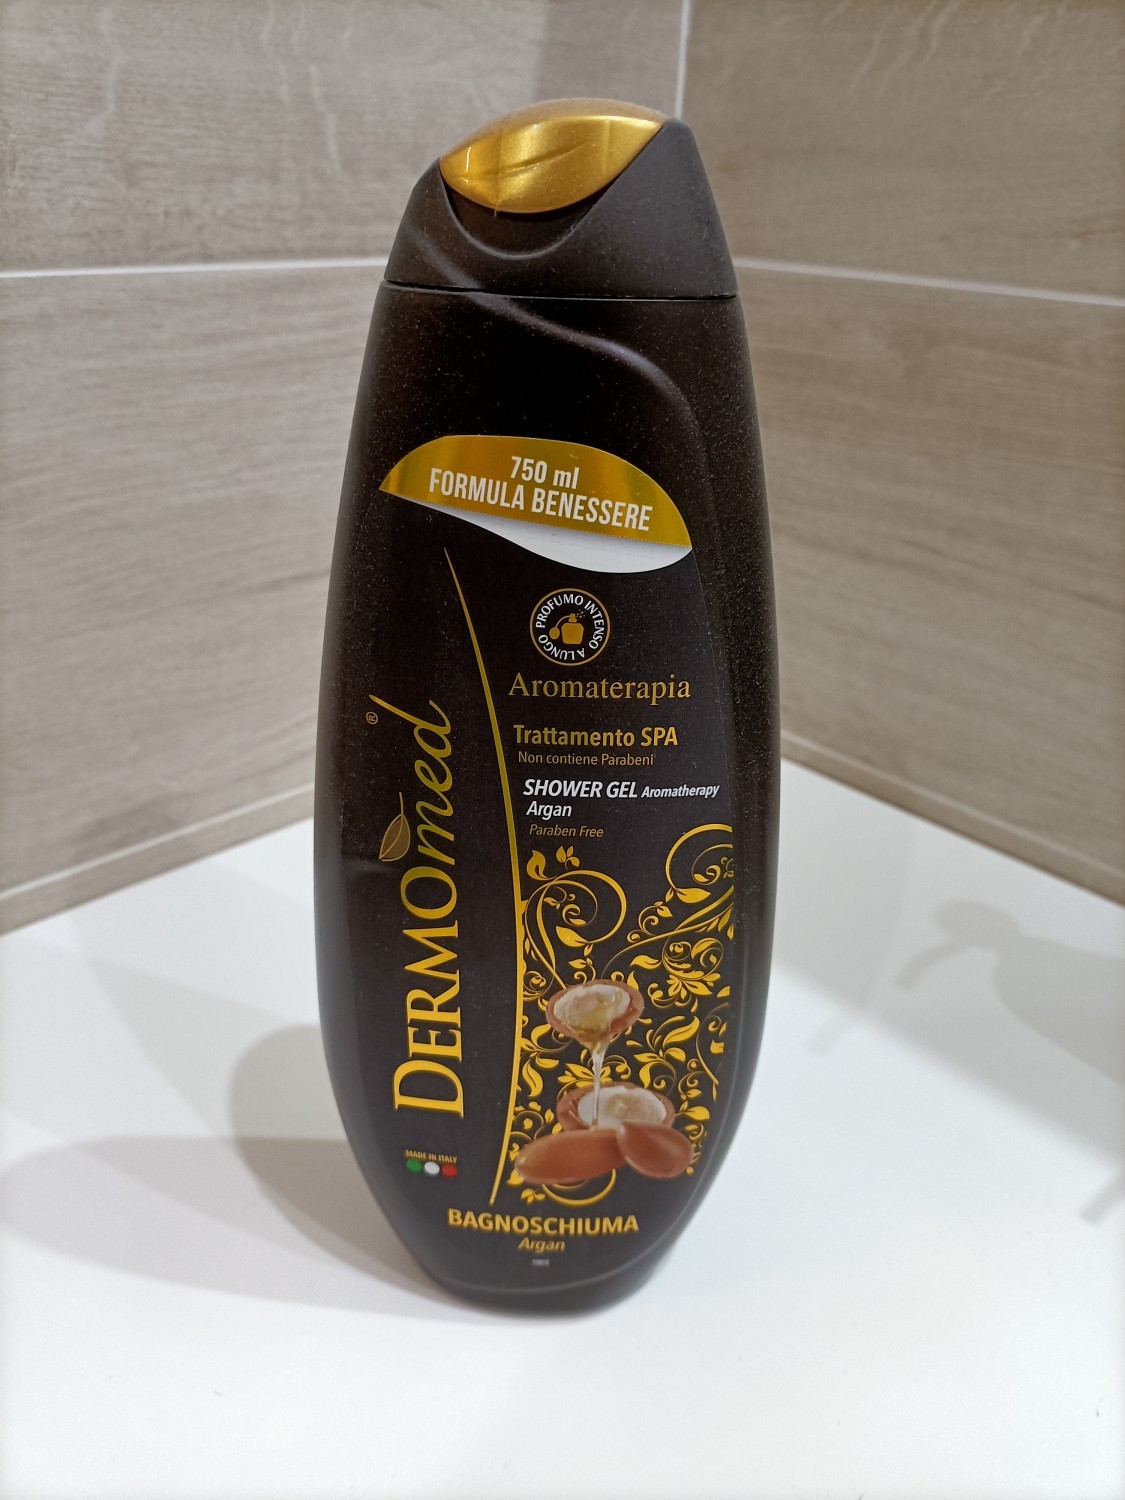 750 ml
FORMULA BENESSERE
PROFUMO INTENSO A LUNGO
Aromaterapia
Trattamento SPA
Non contiene Parabeni
SHOWER GEL Aromatherapy
Argan
Paraben Free
DERMOmed®
MADE IN ITALY
BAGNOSCHIUMA
Argan